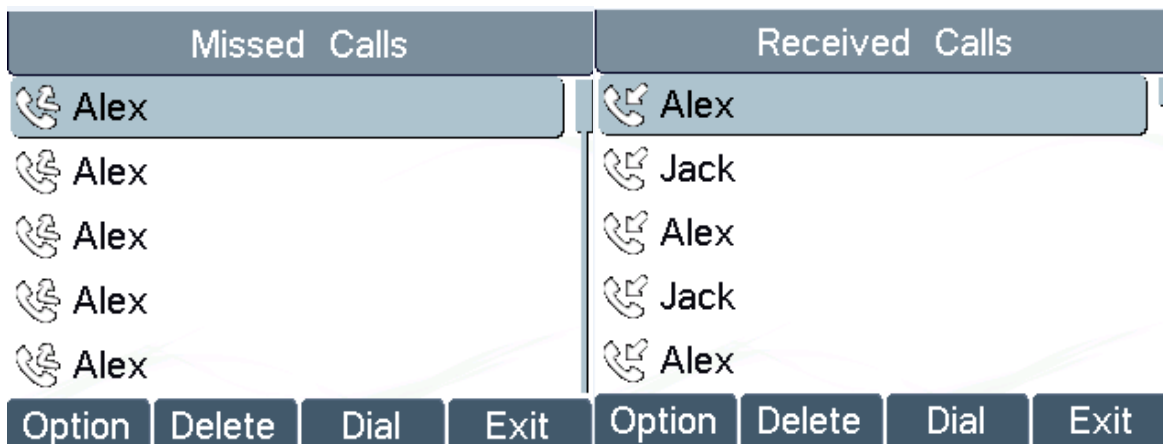 Missed Calls
Alex
Alex
Alex
Alex
Alex
Option Delete Dial Exit
Received Calls
Alex
Jack
Alex
Jack
Alex
Option Delete Dial Exit